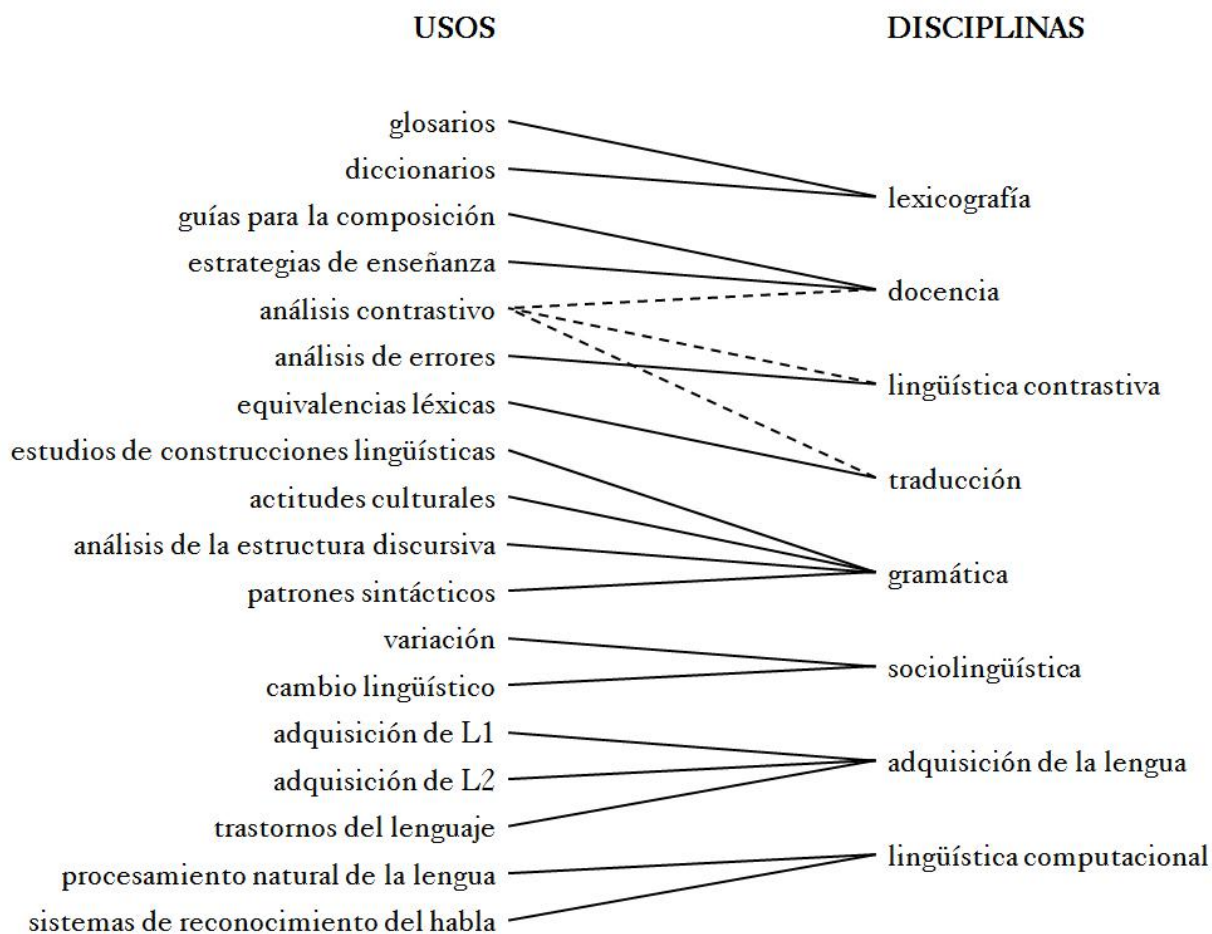 USOS
DISCIPLINAS
glosarios
diccionarios
guías para la composición
estrategias de enseñanza
análisis contrastivo
análisis de errores
equivalencias léxicas
estudios de construcciones lingüísticas
actitudes culturales
análisis de la estructura discursiva
patrones sintácticos
variación
cambio lingüístico
adquisición de L1
adquisición de L2
trastornos del lenguaje
procesamiento natural de la lengua
sistemas de reconocimiento del habla
lexicografía
docencia
lingüística contrastiva
traducción
gramática
sociolingüística
adquisición de la lengua
lingüística computacional